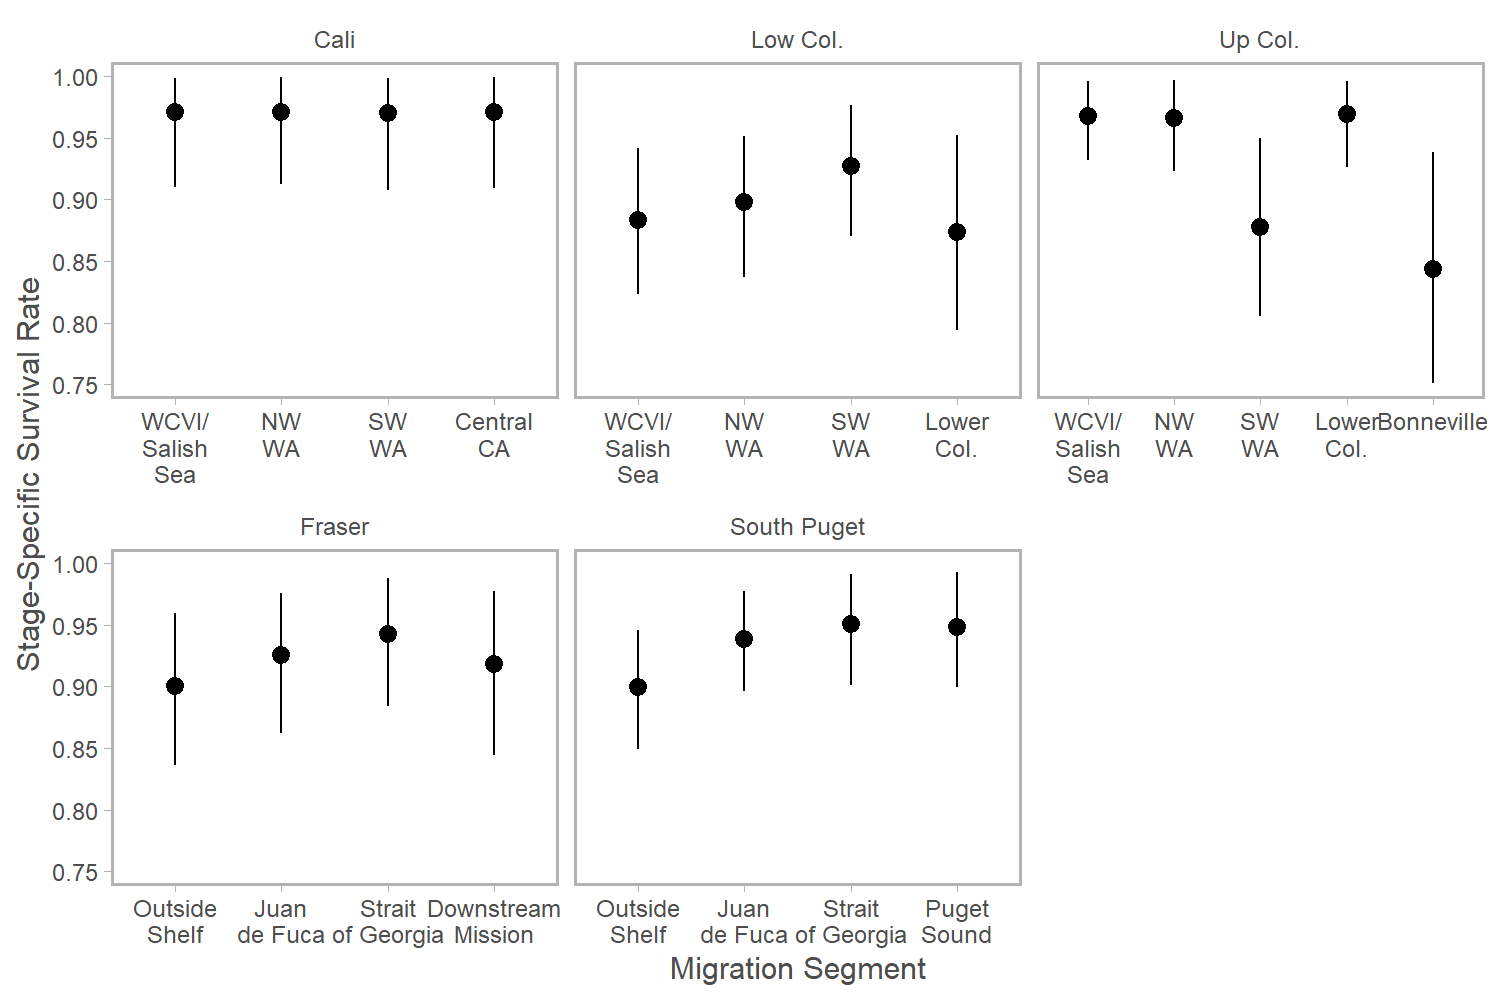 Cali
Low Col.
Up Col.
Stage-Specific Survival Rate
1.00
0.95
0.90
0.85
0.80
0.75
WCVI/
Salish
Sea
NW
WA
SW
WA
Central
CA
WCVI/
Salish
Sea
NW
WA
SW
WA
Lower
Col.
WCVI/
Salish
Sea
NW
WA
SW
WA
Lower
Col.
Bonneville
Fraser
South Puget
1.00
0.95
0.90
0.85
0.80
0.75
Outside
Shelf
Juan
de Fuca
Strait
of Georgia
Downstream
Mission
Outside
Shelf
Juan
de Fuca
Strait
of Georgia
Puget
Sound
Migration Segment